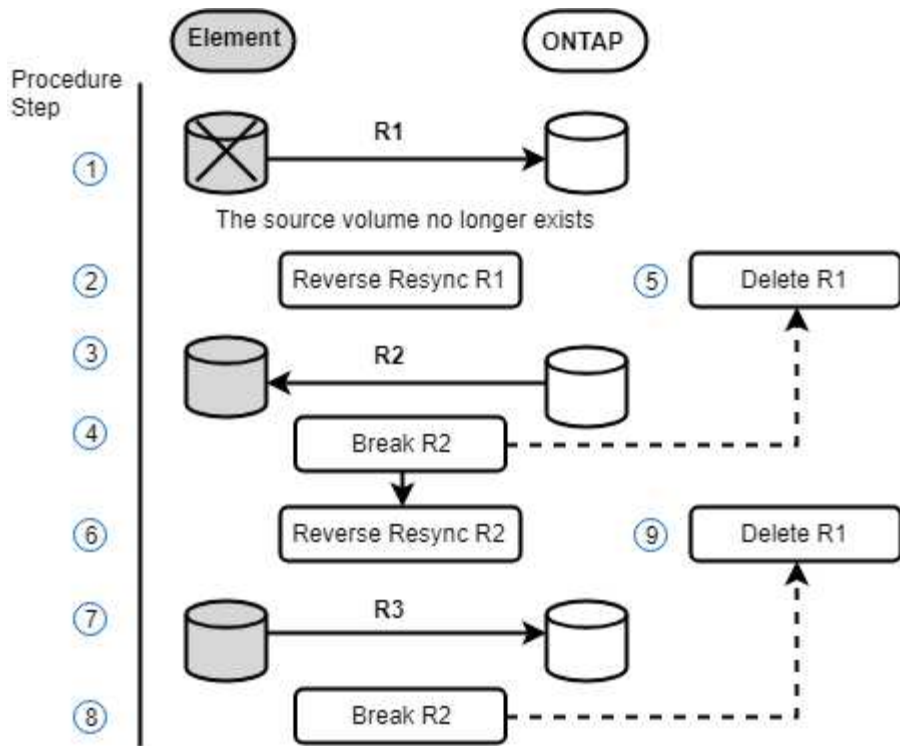 Element
ONTAP
Procedure
Step
R1
1
The source volume no longer exists
2
Reverse Resync R1
5
Delete R1
3
R2
4
Break R2
6
Reverse Resync R2
9
Delete R1
7
R3
8
Break R2